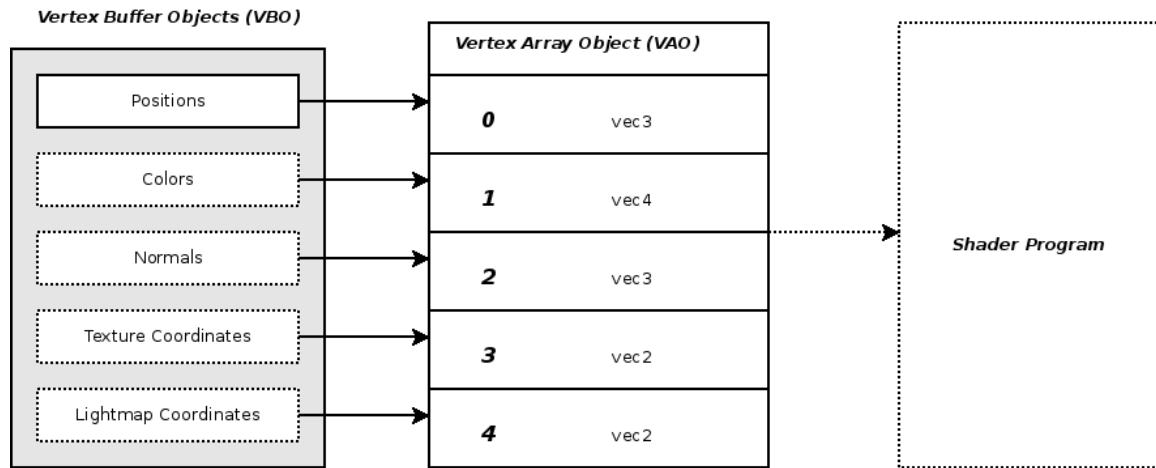 Vertex Buffer Objects (VBO)
Positions
Colors
Normals
Texture Coordinates
Lightmap Coordinates
Vertex Array Object (VAO)
0 vec3
1 vec4
2 vec3
3 vec2
4 vec2
Shader Program